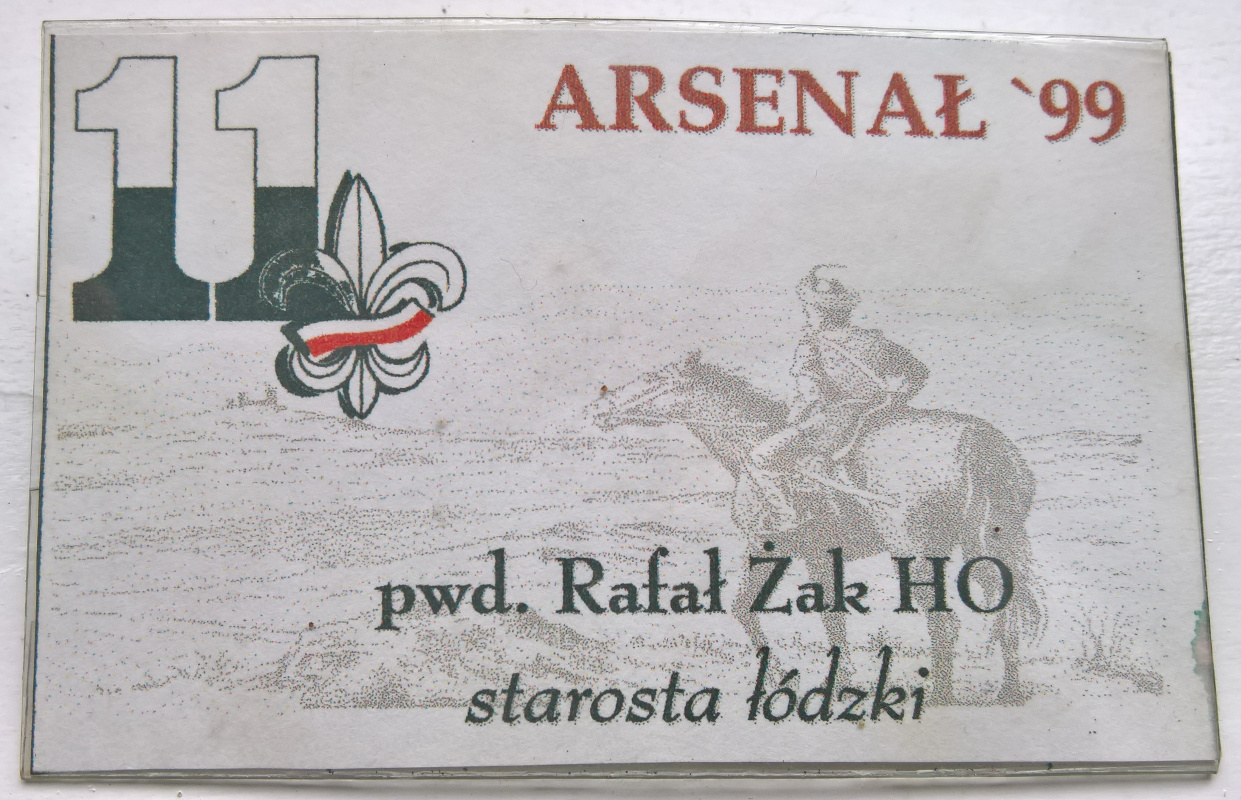 11
ARSENAŁ `99
pwd. Rafał Żak HO
starosta łódzki